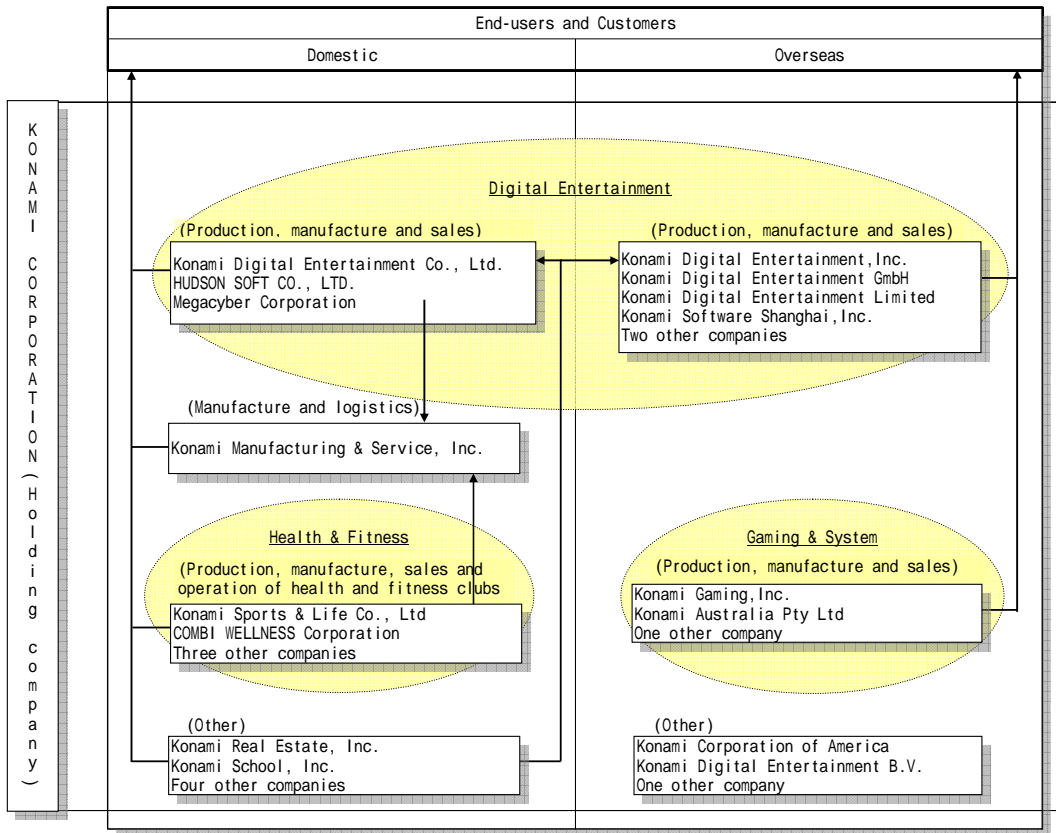 End-users and Customers
Domestic
Overseas
KONAMI CORPORATION (Holding company)
Digital Entertainment
(Production, manufacture and sales)
Konami Digital Entertainment Co., Ltd.
HUDSON SOFT CO., LTD.
Megacyber Corporation
(Production, manufacture and sales)
Konami Digital Entertainment,Inc.
Konami Digital Entertainment GmbH
Konami Digital Entertainment Limited
Konami Software Shanghai,Inc.
Two other companies
(Manufacture and logistics)
Konami Manufacturing & Service, Inc.
Health & Fitness
(Production, manufacture, sales and
operation of health and fitness clubs
Konami Sports & Life Co., Ltd
COMBI WELLNESS Corporation
Three other companies
Gaming & System
(Production, manufacture and sales)
Konami Gaming,Inc.
Konami Australia Pty Ltd
One other company
(Other)
Konami Real Estate, Inc.
Konami School, Inc.
Four other companies
(Other)
Konami Corporation of America
Konami Digital Entertainment B.V.
One other company